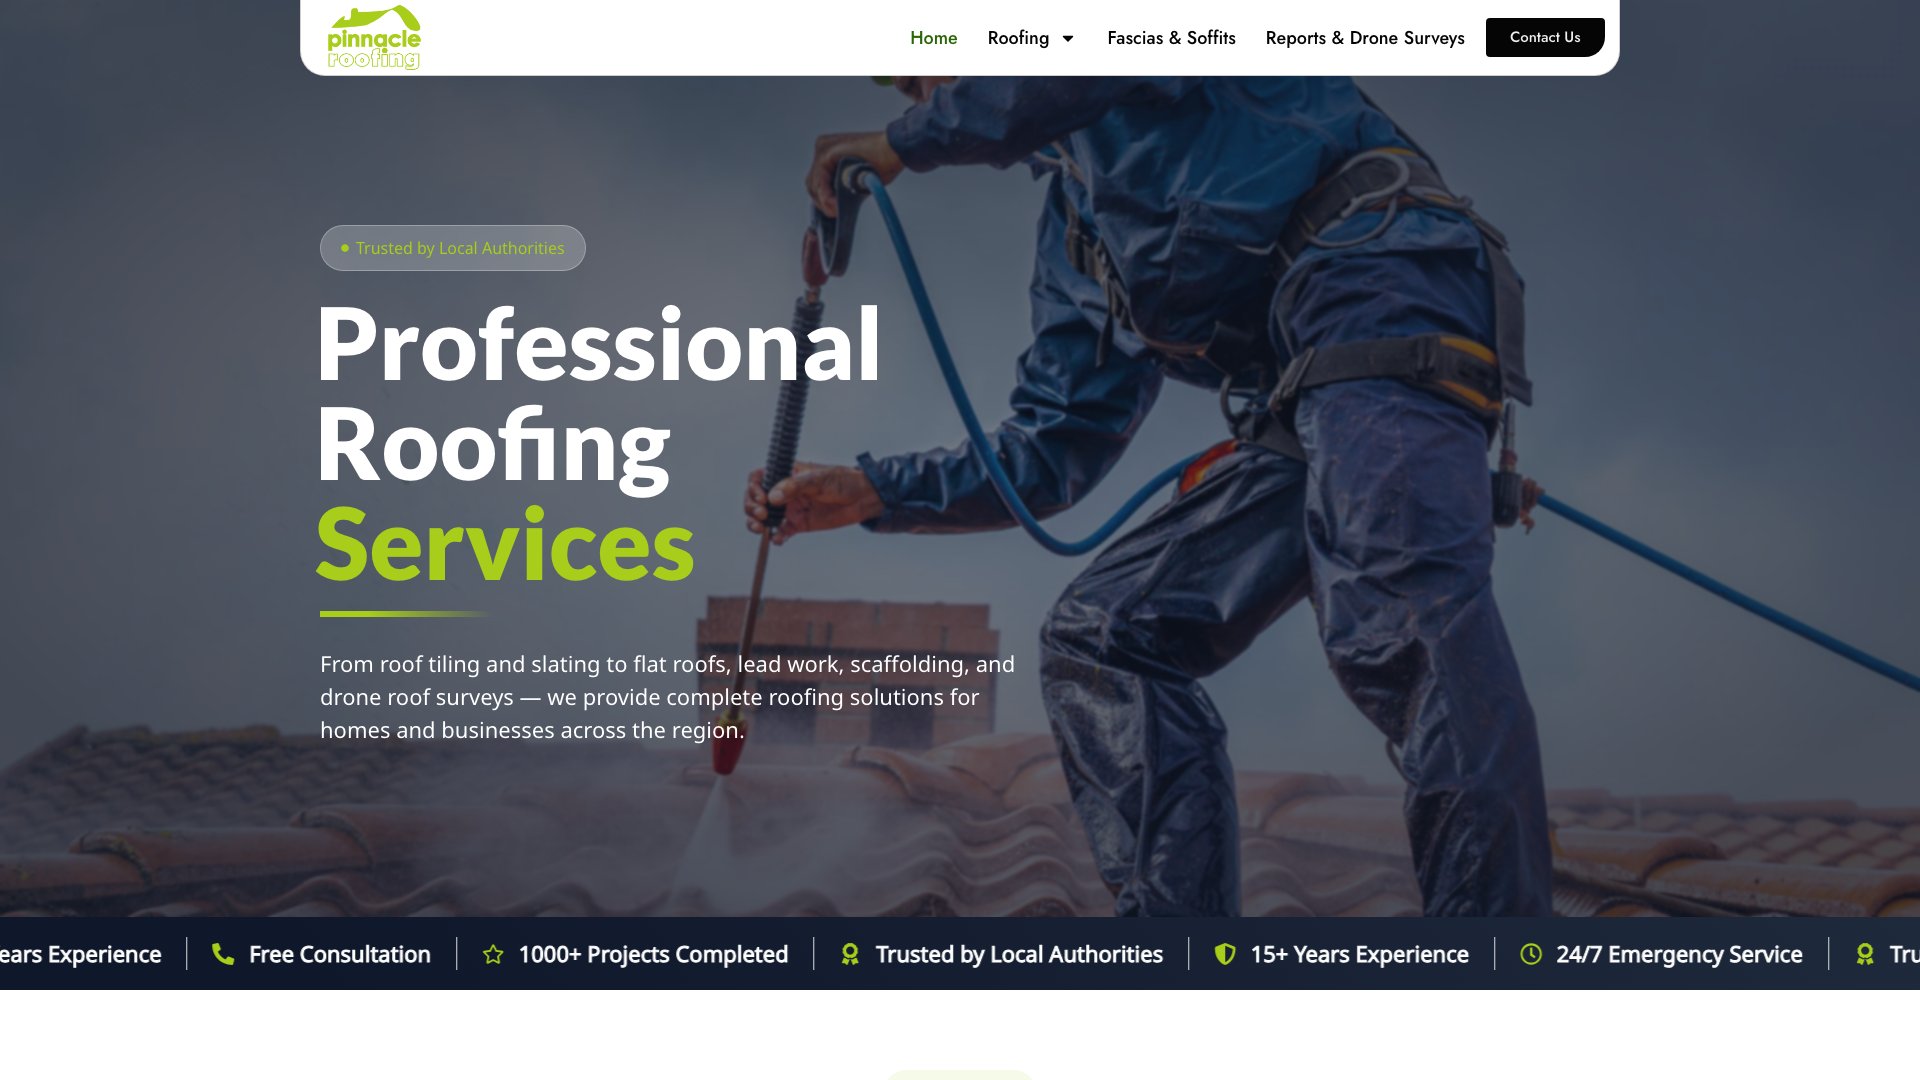 pinnacle
roofing
Home
Roofing
Fascias & Soffits
Reports & Drone Surveys
Contact Us
Trusted by Local Authorities
Professional
Roofing
Services
From roof tiling and slating to flat roofs, lead work, scaffolding, and
drone roof surveys — we provide complete roofing solutions for
homes and businesses across the region.
ears Experience
Free Consultation
1000+ Projects Completed
Trusted by Local Authorities
15+ Years Experience
24/7 Emergency Service
Tru